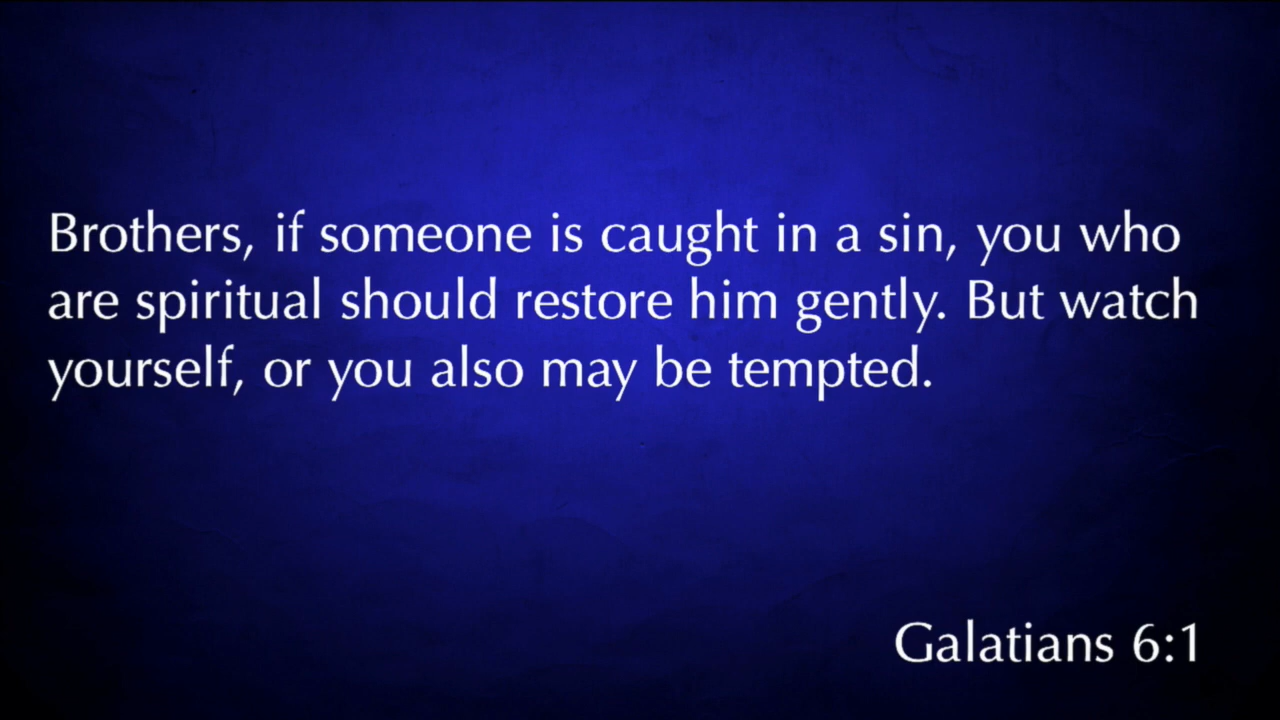 Brothers, if someone is caught in a sin, you who
are spiritual should restore him gently. But watch
yourself, or you also may be tempted.
Galatians 6:1